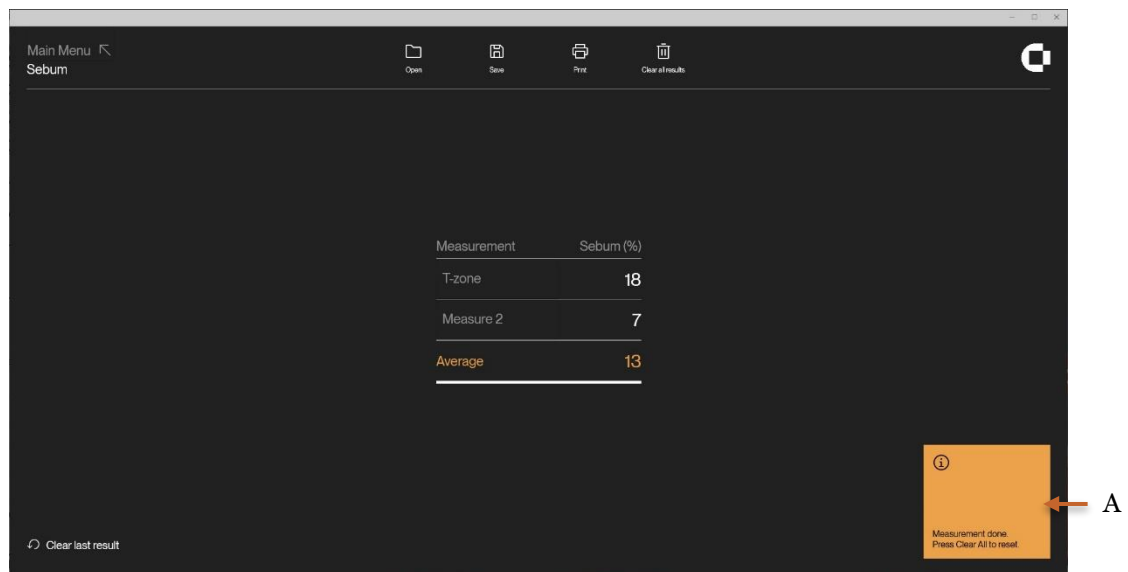 Main Menu
Sebum
Open Save Print Clear all results
Measurement Sebum (%)
T-zone 18
Measure 2 7
Average 13
Measurement done.
Press Clear All to reset.
A
Clear last result